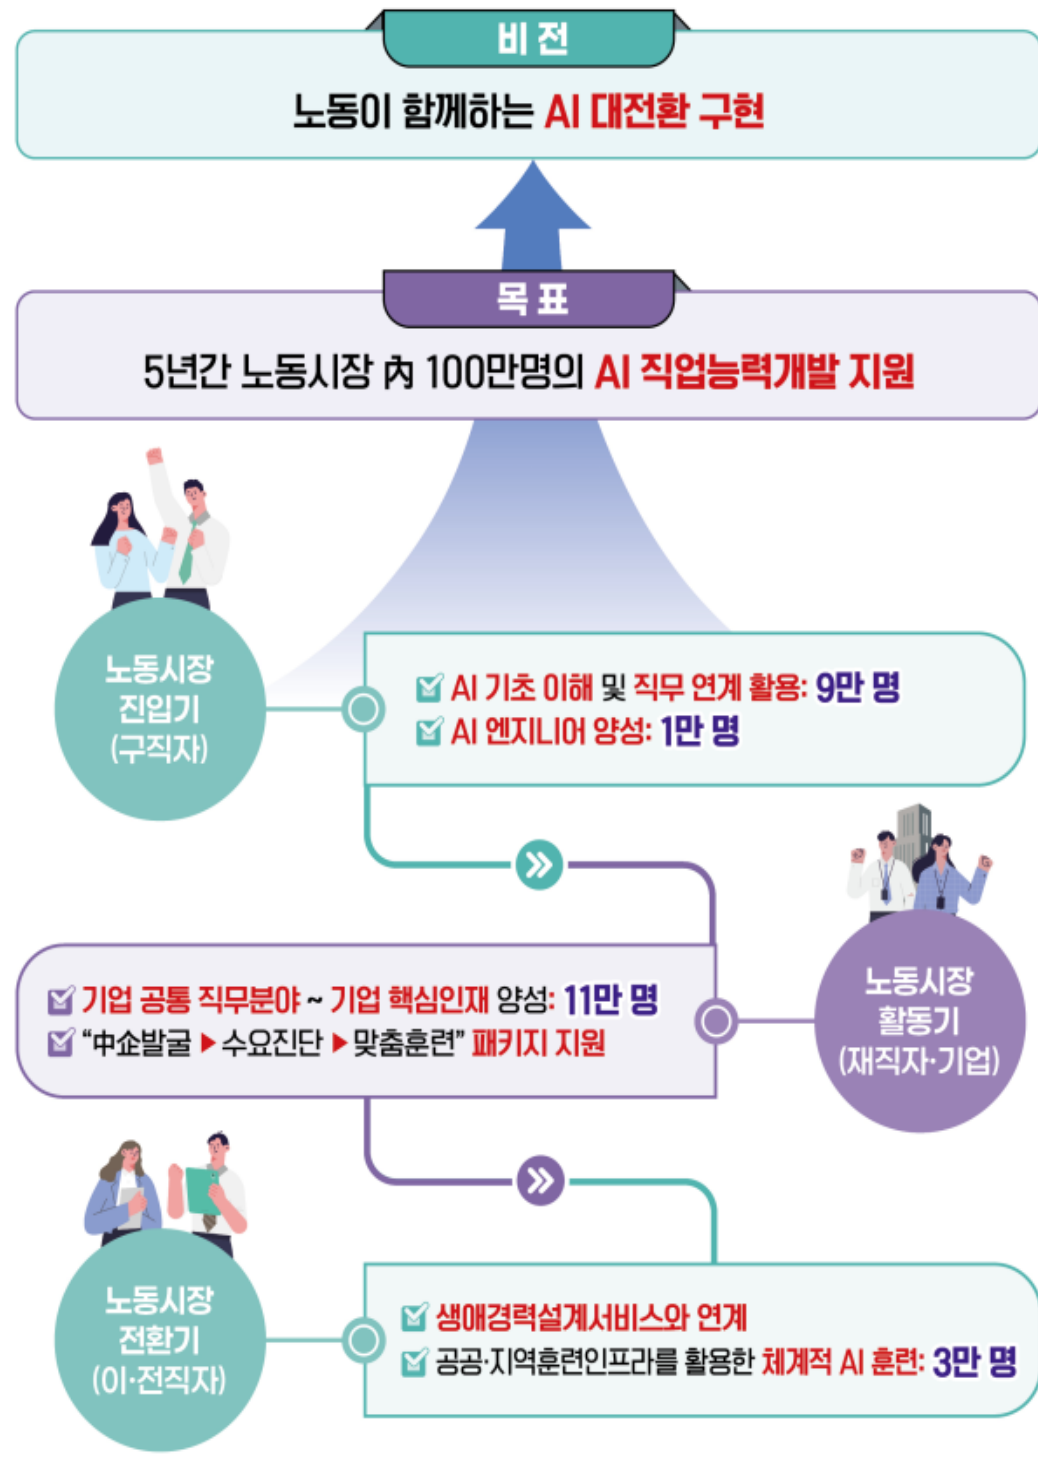 비 전
노동이 함께하는 AI 대전환 구현
목 표
5년간 노동시장 內 100만명의 AI 직업능력개발 지원
노동시장
진입기
(구직자)
AI 기초 이해 및 직무 연계 활용: 9만 명
AI 엔지니어 양성: 1만 명
기업 공통 직무분야 ~ 기업 핵심인재 양성: 11만 명
“中企발굴 ▶ 수요진단 ▶ 맞춤훈련” 패키지 지원
노동시장
활동기
(재직자·기업)
노동시장
전환기
(이·전직자)
생애경력설계서비스와 연계
공공·지역훈련인프라를 활용한 체계적 AI 훈련: 3만 명